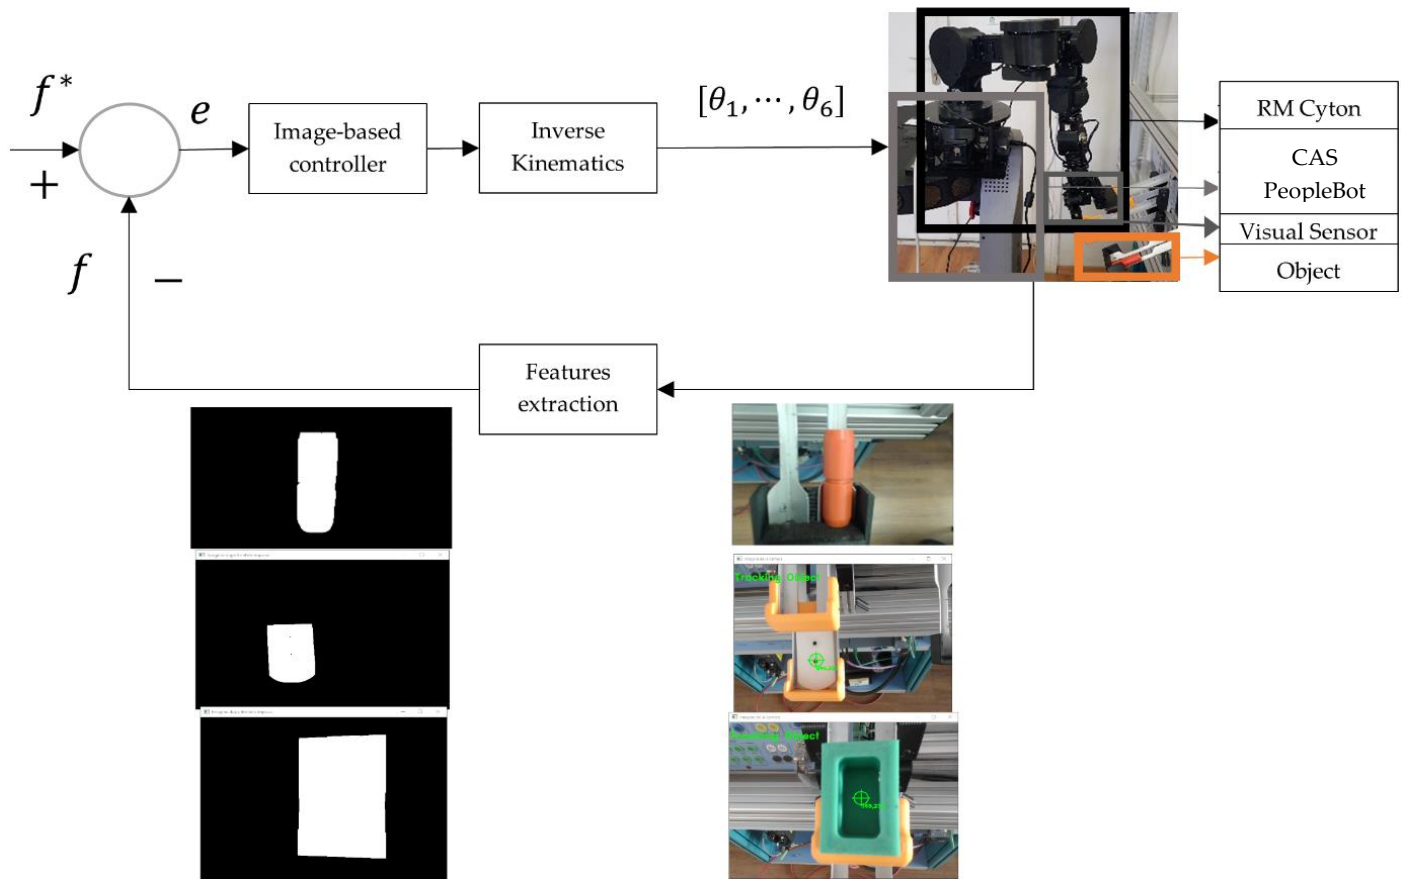 f*
+
e
Image-based
controller
Inverse
Kinematics
[θ₁, ⋯, θ₆]
RM Cyton
CAS
PeopleBot
Visual Sensor
Object
f
−
Features
extraction
Tracking Object
Tracking Object